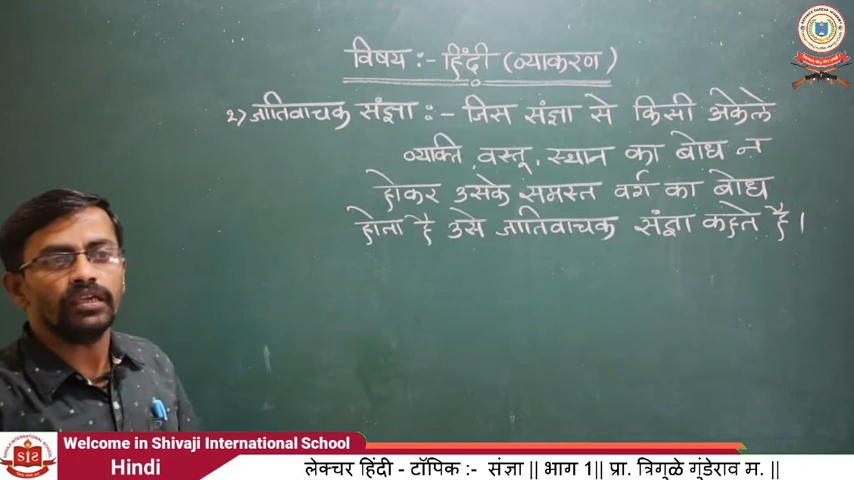 विषय :- हिंदी (व्याकरण)
२) जातिवाचक संज्ञा :- जिस संज्ञा से किसी अकेले
व्यक्ति, वस्तू, स्थान का बोध न
होकर उसके समस्त वर्ग का बोध
होता है उसे जातिवाचक संज्ञा कहते है।
SIS
Welcome in Shivaji International School
Hindi
लेक्चर हिंदी - टॉपिक :- संज्ञा || भाग 1|| प्रा. त्रिगूळे गूंडेराव म. ||